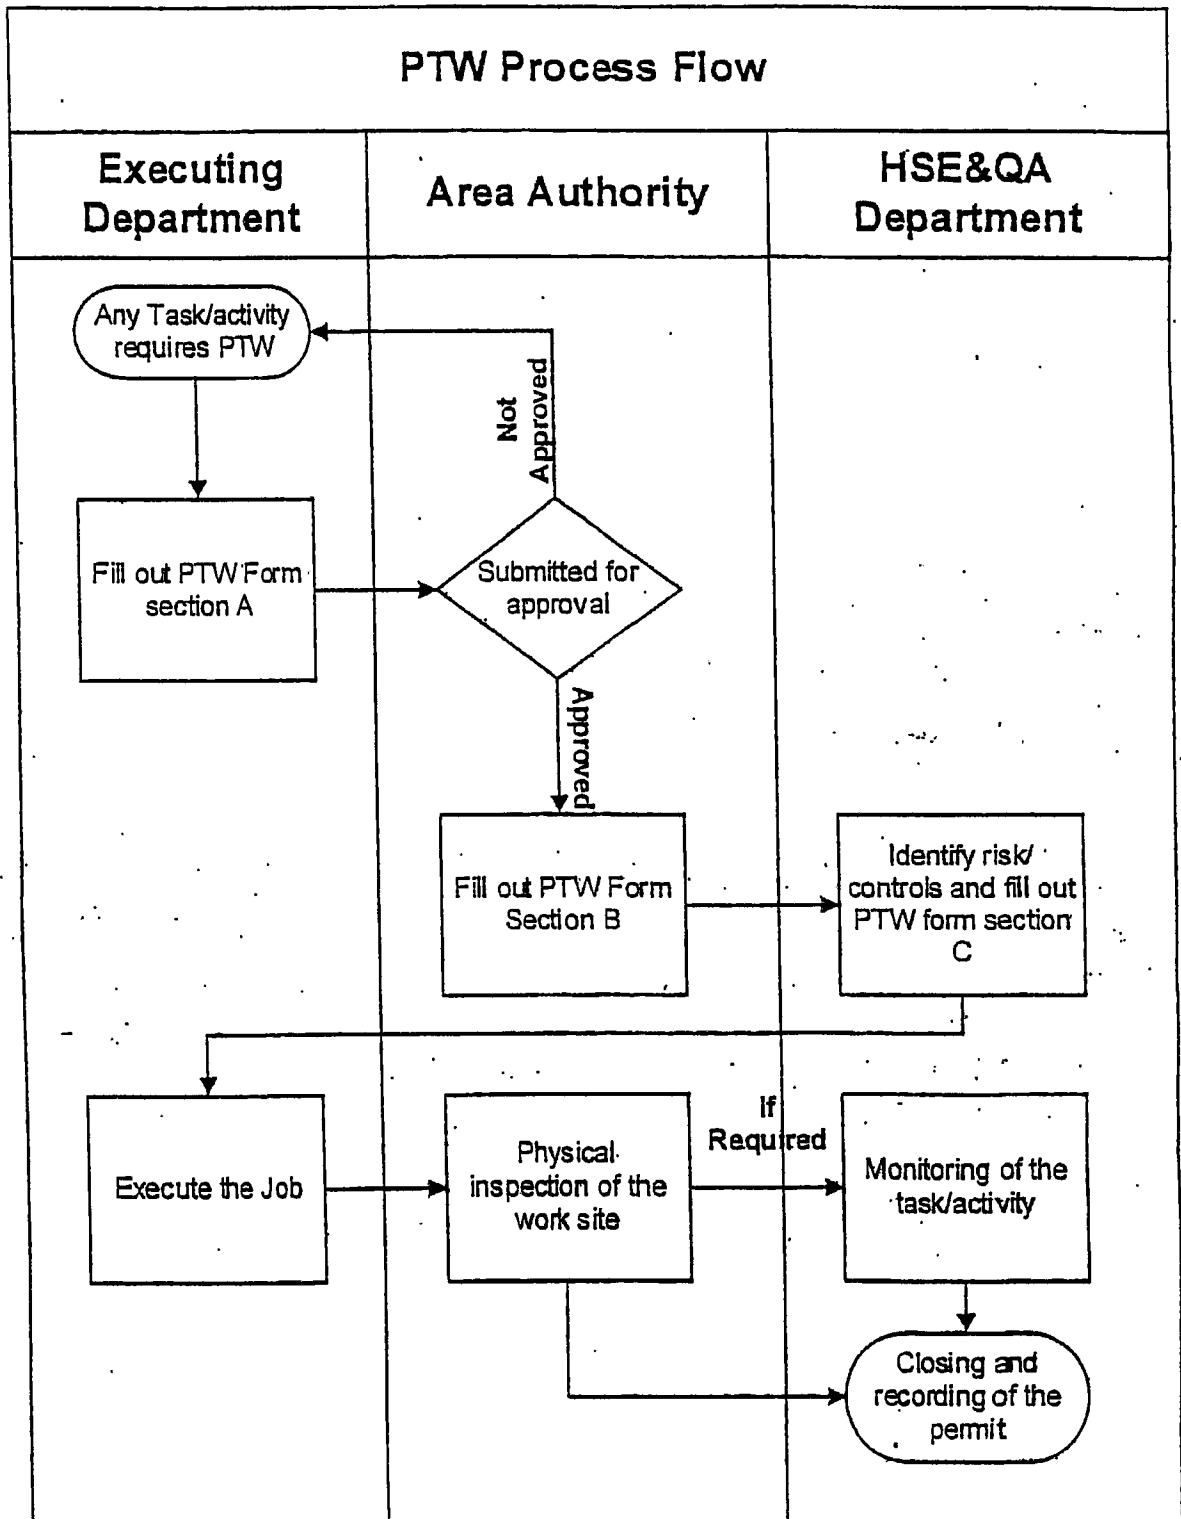 PTW Process Flow
Executing
Department
Area Authority
HSE&QA
Department
Any Task/activity
requires PTW
Not
Approved
Fill out PTW Form
section A
Submitted for
approval
Approved
Fill out PTW Form
Section B
Identify risk/
controls and fill out
PTW form section
C
Execute the Job
Physical
inspection of the
work site
If
Required
Monitoring of the
task/activity
Closing and
recording of the
permit